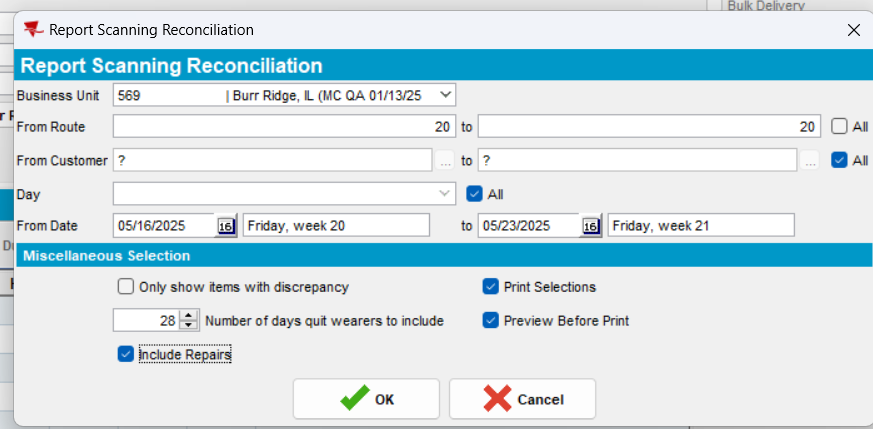 Bulk Delivery
Report Scanning Reconciliation
Report Scanning Reconciliation
Business Unit 569 | Burr Ridge, IL (MC QA 01/13/25
From Route 20 to 20 All
From Customer ? ... to ? ... All
Day All
From Date 05/16/2025 16 Friday, week 20 to 05/23/2025 16 Friday, week 21
Miscellaneous Selection
Only show items with discrepancy Print Selections
28 Number of days quit wearers to include Preview Before Print
Include Repairs
OK Cancel